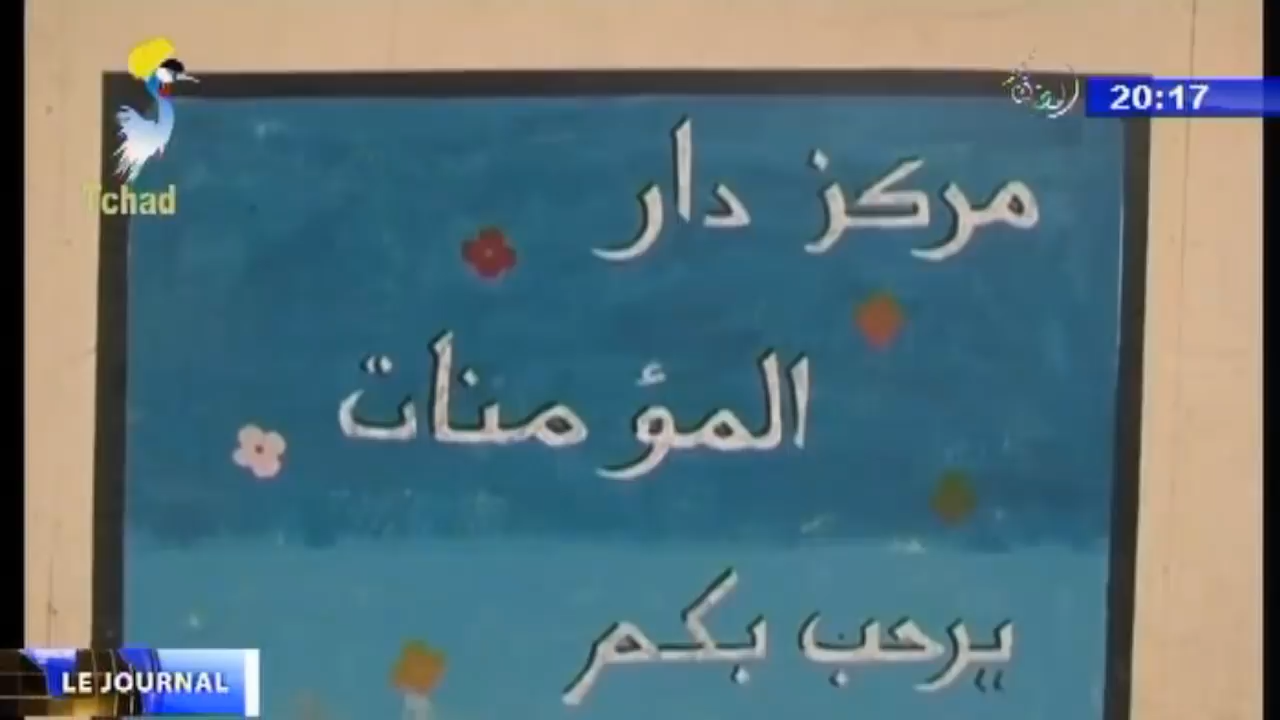 20:17
Tchad
مركز دار
المؤمنات
يرحب بكم
LE JOURNAL